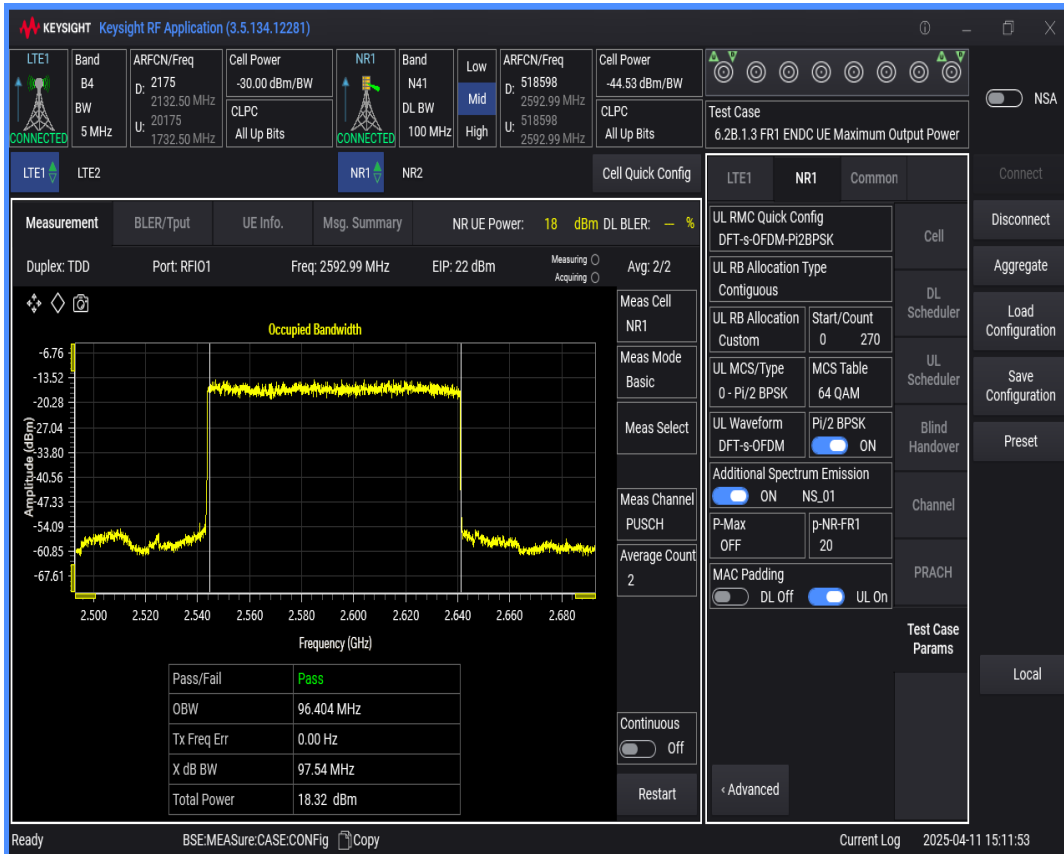 KEYSIGHT Keysight RF Application (3.5.134.12281)
LTE1
CONNECTED
Band
B4
BW
5 MHz
ARFCN/Freq
D: 2175
2132.50 MHz
U: 20175
1732.50 MHz
Cell Power
-30.00 dBm/BW
CLPC
All Up Bits
NR1
CONNECTED
Band
N41
DL BW
100 MHz
Low
Mid
High
ARFCN/Freq
D: 518598
2592.99 MHz
U: 518598
2592.99 MHz
Cell Power
-44.53 dBm/BW
CLPC
All Up Bits
Test Case
6.2B.1.3 FR1 ENDC UE Maximum Output Power
NSA
LTE1 LTE2 NR1 NR2 Cell Quick Config
Measurement BLER/Tput UE Info. Msg. Summary NR UE Power: 18 dBm DL BLER: — %
Duplex: TDD Port: RFIO1 Freq: 2592.99 MHz EIP: 22 dBm Measuring Acquiring Avg: 2/2
Occupied Bandwidth
Amplitude (dBm)
-6.76
-13.52
-20.28
-27.04
-33.80
-40.56
-47.33
-54.09
-60.85
-67.61
2.500 2.520 2.540 2.560 2.580 2.600 2.620 2.640 2.660 2.680
Frequency (GHz)
Pass/Fail Pass
OBW 96.404 MHz
Tx Freq Err 0.00 Hz
X dB BW 97.54 MHz
Total Power 18.32 dBm
Meas Cell
NR1
Meas Mode
Basic
Meas Select
Meas Channel
PUSCH
Average Count
2
Continuous
Off
Restart
LTE1 NR1 Common
UL RMC Quick Config
DFT-s-OFDM-Pi2BPSK
UL RB Allocation Type
Contiguous
UL RB Allocation
Custom
Start/Count
0 270
UL MCS/Type
0 - Pi/2 BPSK
MCS Table
64 QAM
UL Waveform
DFT-s-OFDM
Pi/2 BPSK
ON
Additional Spectrum Emission
ON NS_01
P-Max
OFF
p-NR-FR1
20
MAC Padding
DL Off UL On
< Advanced
Cell
DL
Scheduler
UL
Scheduler
Blind
Handover
Channel
PRACH
Test Case
Params
Connect
Disconnect
Aggregate
Load
Configuration
Save
Configuration
Preset
Local
Ready BSE:MEASure:CASE:CONFig Copy Current Log 2025-04-11 15:11:53